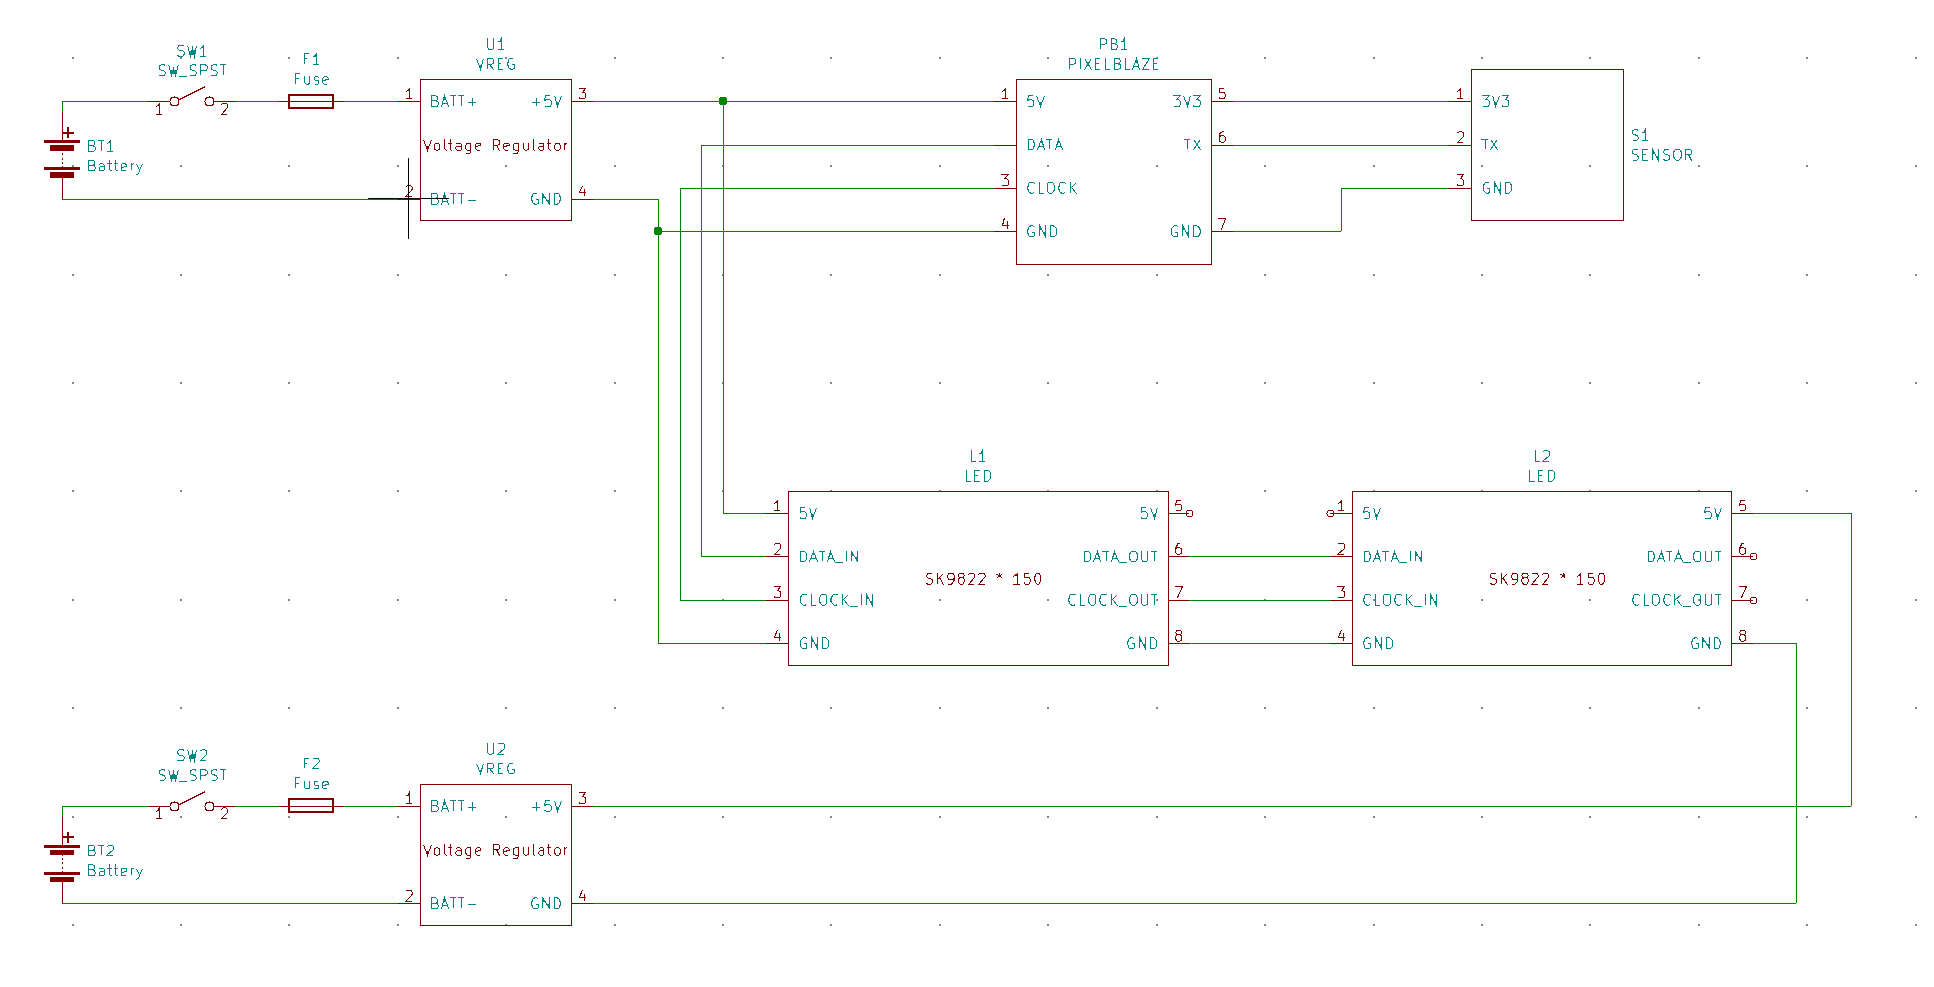 SW1
SW_SPST
1
2
F1
Fuse
BT1
Battery
U1
VREG
1
BATT+
+5V
3
Voltage Regulator
2
BATT-
GND
4
PB1
PIXELBLAZE
1
5V
3V3
5
DATA
TX
6
3
CLOCK
4
GND
GND
7
1
3V3
2
TX
3
GND
S1
SENSOR
L1
LED
1
5V
5V
5
2
DATA_IN
DATA_OUT
6
SK9822 * 150
3
CLOCK_IN
CLOCK_OUT
7
4
GND
GND
8
L2
LED
1
5V
5V
5
2
DATA_IN
DATA_OUT
6
SK9822 * 150
3
CLOCK_IN
CLOCK_OUT
7
4
GND
GND
8
SW2
SW_SPST
1
2
F2
Fuse
BT2
Battery
U2
VREG
1
BATT+
+5V
3
Voltage Regulator
2
BATT-
GND
4